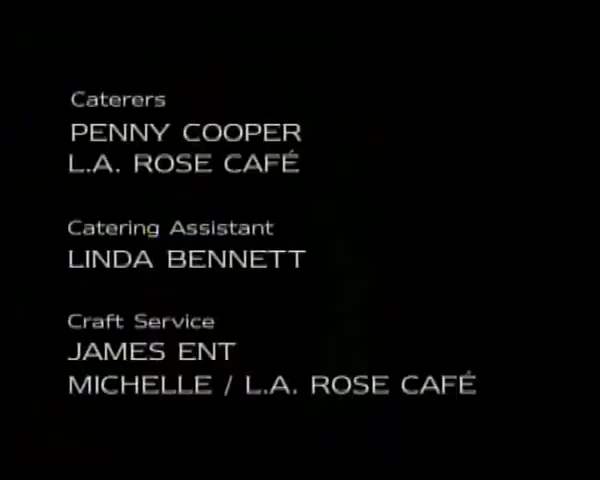 Caterers
PENNY COOPER
L.A. ROSE CAFÉ
Catering Assistant
LINDA BENNETT
Craft Service
JAMES ENT
MICHELLE / L.A. ROSE CAFÉ